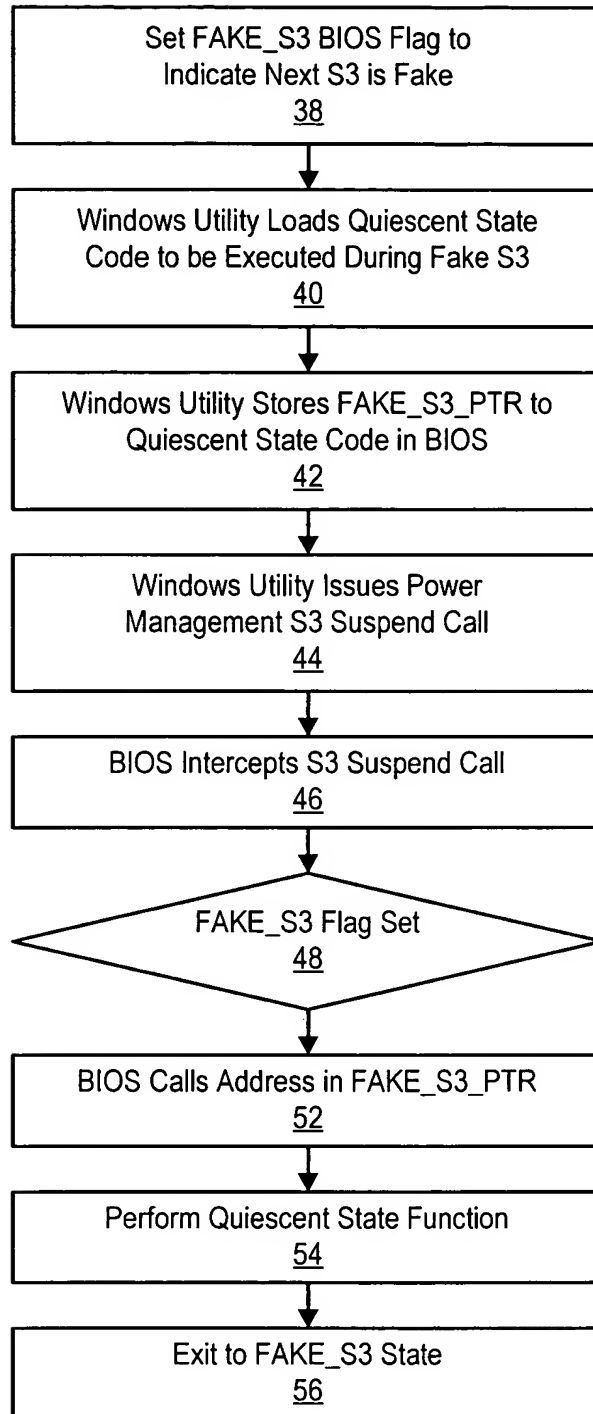 Set FAKE_S3 BIOS Flag to
Indicate Next S3 is Fake
38
Windows Utility Loads Quiescent State
Code to be Executed During Fake S3
40
Windows Utility Stores FAKE_S3_PTR to
Quiescent State Code in BIOS
42
Windows Utility Issues Power
Management S3 Suspend Call
44
BIOS Intercepts S3 Suspend Call
46
FAKE_S3 Flag Set
48
BIOS Calls Address in FAKE_S3_PTR
52
Perform Quiescent State Function
54
Exit to FAKE_S3 State
56